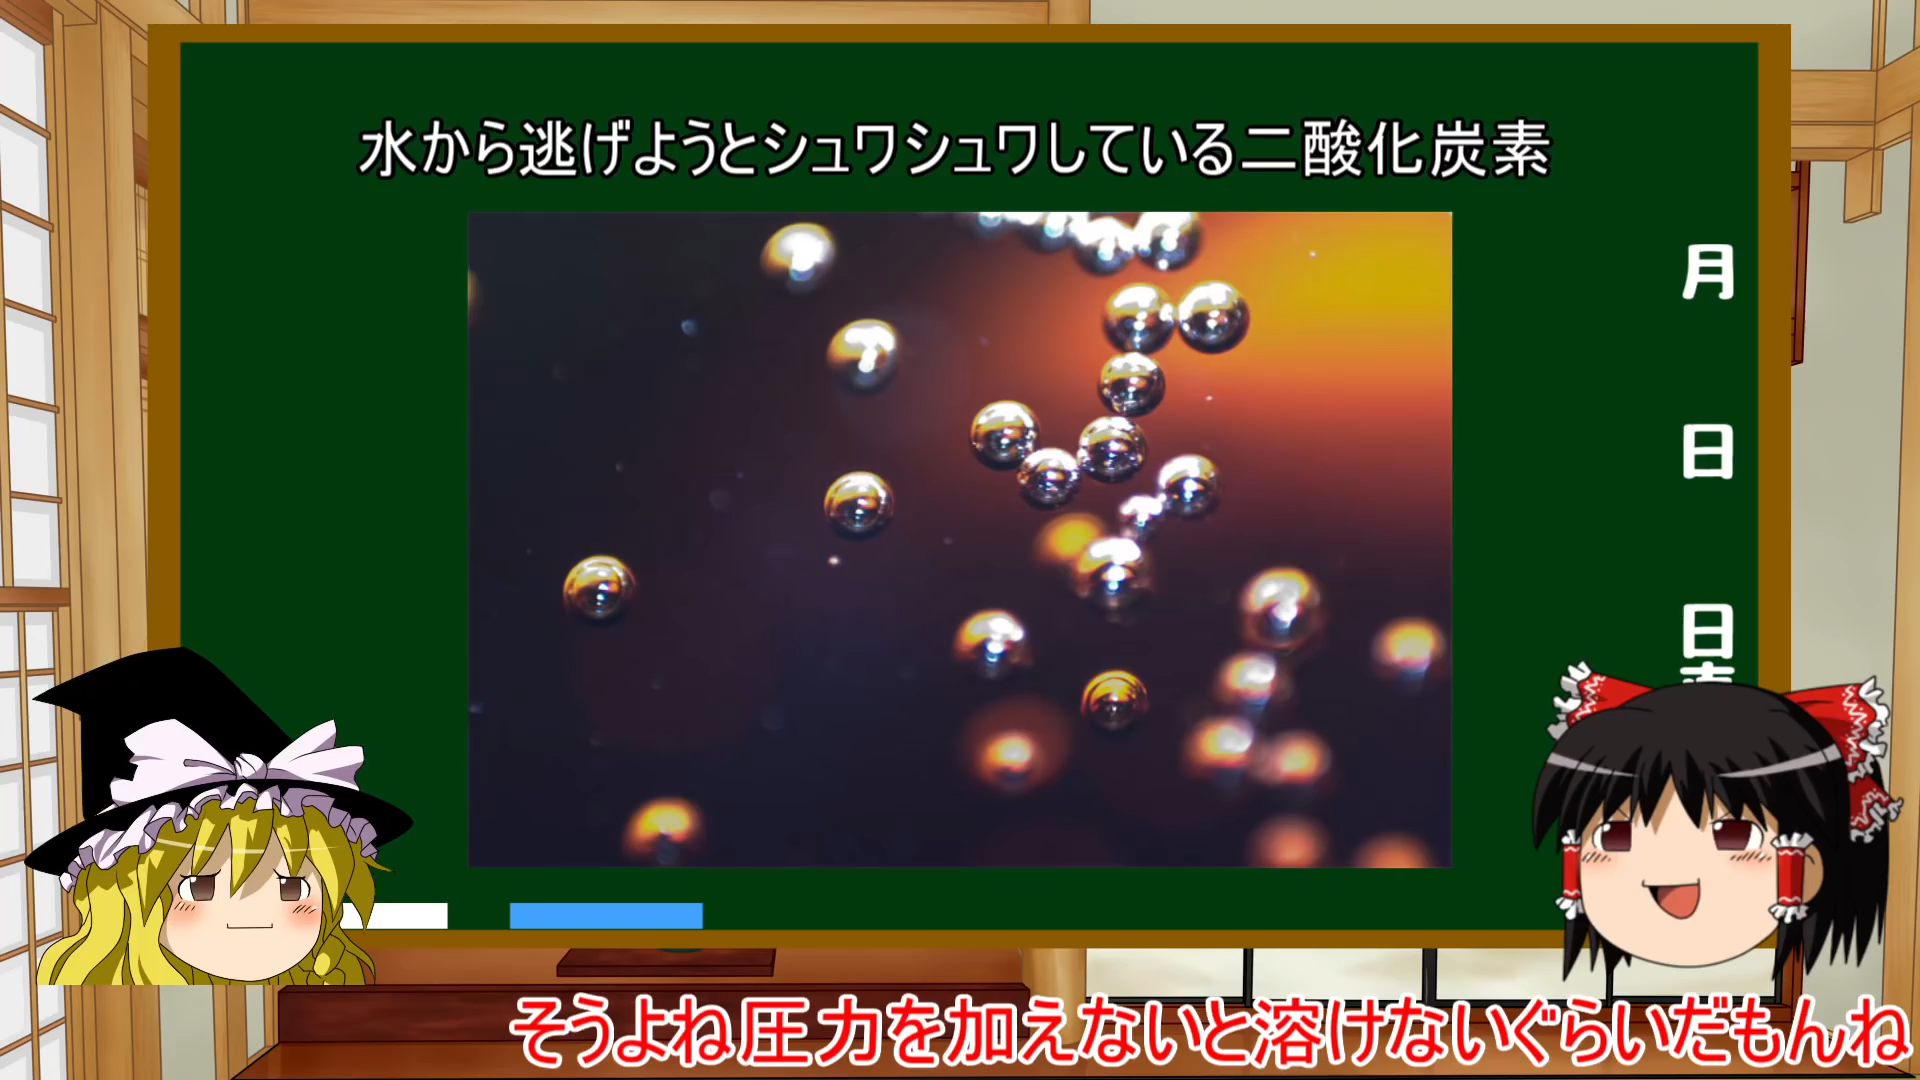 水から逃げようとシュワシュワしている二酸化炭素
月
日
日直
そうよね圧力を加えないと溶けないぐらいだもんね